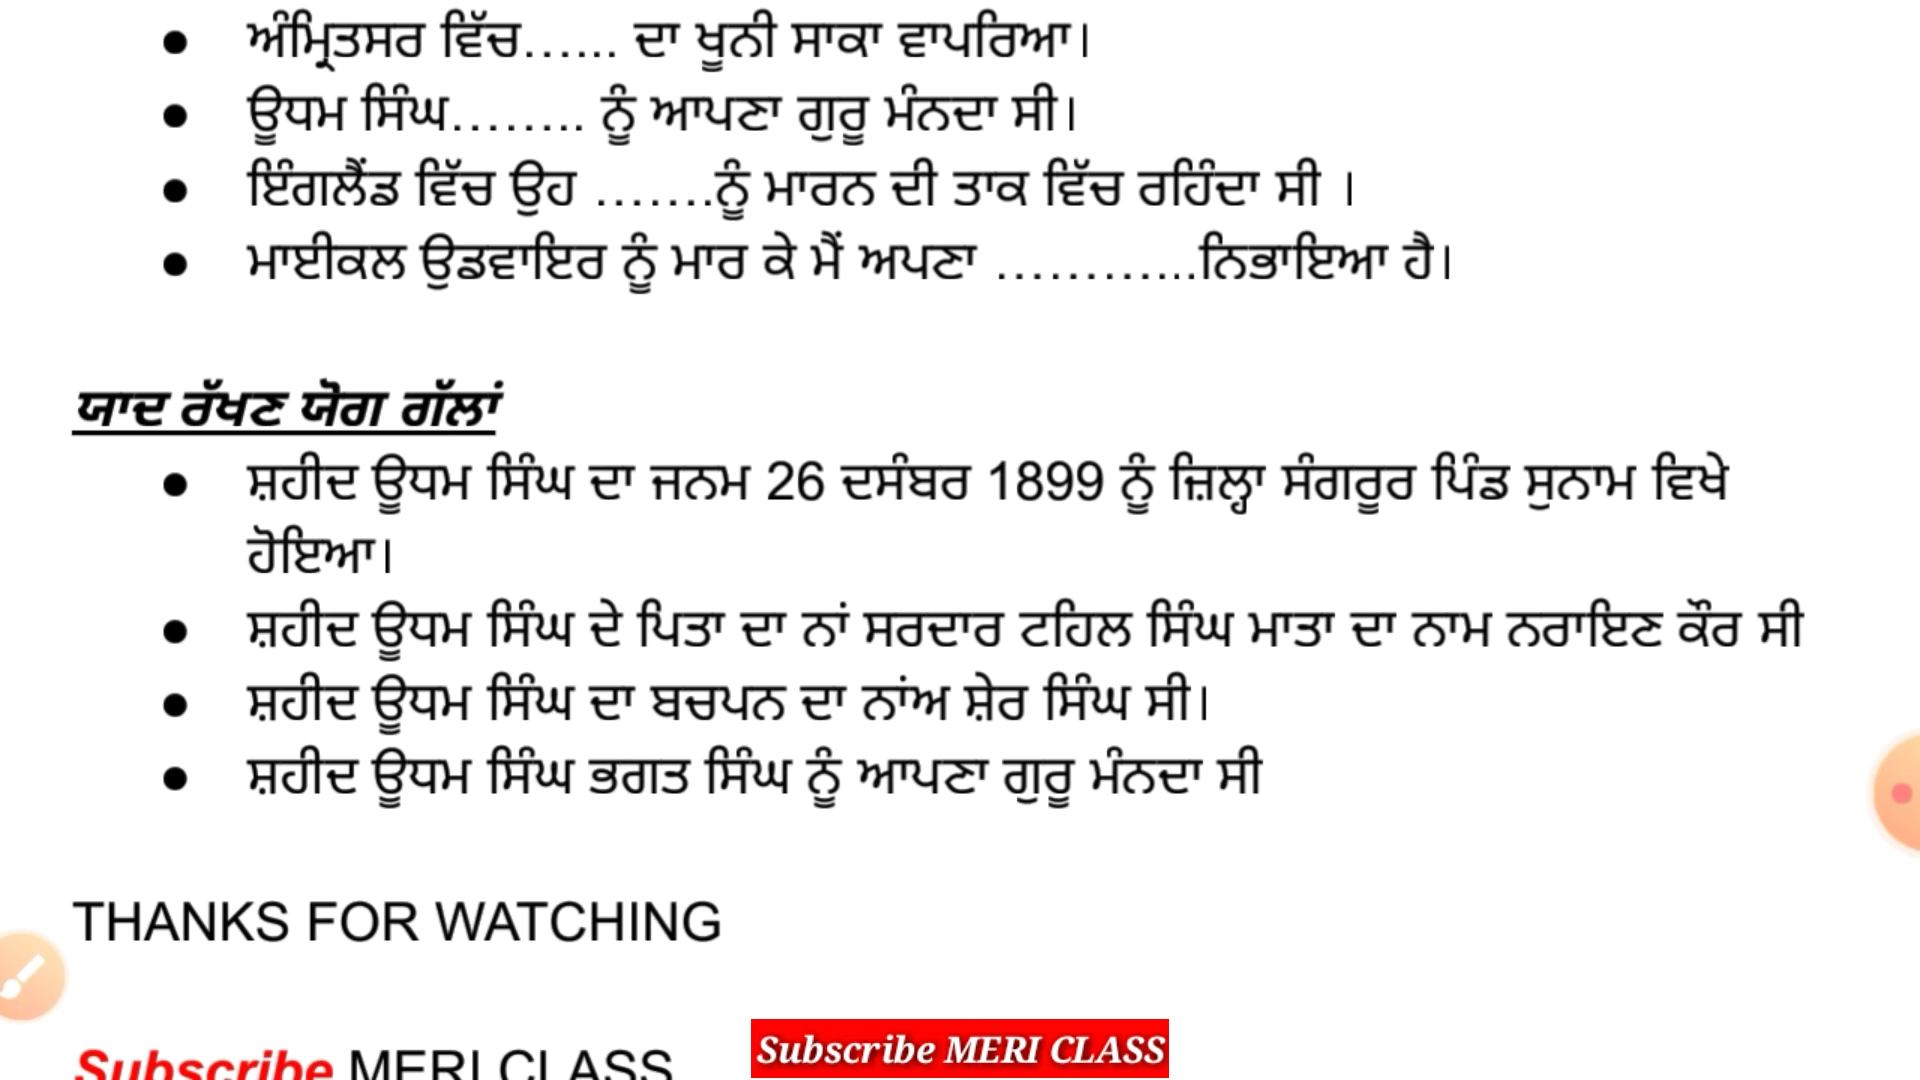 ● ਅੰਮ੍ਰਿਤਸਰ ਵਿੱਚ...... ਦਾ ਖੂਨੀ ਸਾਕਾ ਵਾਪਰਿਆ।
● ਊਧਮ ਸਿੰਘ........ ਨੂੰ ਆਪਣਾ ਗੁਰੂ ਮੰਨਦਾ ਸੀ।
● ਇੰਗਲੈਂਡ ਵਿੱਚ ਉਹ .......ਨੂੰ ਮਾਰਨ ਦੀ ਤਾਕ ਵਿੱਚ ਰਹਿੰਦਾ ਸੀ ।
● ਮਾਈਕਲ ਉਡਵਾਇਰ ਨੂੰ ਮਾਰ ਕੇ ਮੈਂ ਅਪਣਾ ............ਨਿਭਾਇਆ ਹੈ।
ਯਾਦ ਰੱਖਣ ਯੋਗ ਗੱਲਾਂ
● ਸ਼ਹੀਦ ਊਧਮ ਸਿੰਘ ਦਾ ਜਨਮ 26 ਦਸੰਬਰ 1899 ਨੂੰ ਜ਼ਿਲ੍ਹਾ ਸੰਗਰੂਰ ਪਿੰਡ ਸੁਨਾਮ ਵਿਖੇ
ਹੋਇਆ।
● ਸ਼ਹੀਦ ਊਧਮ ਸਿੰਘ ਦੇ ਪਿਤਾ ਦਾ ਨਾਂ ਸਰਦਾਰ ਟਹਿਲ ਸਿੰਘ ਮਾਤਾ ਦਾ ਨਾਮ ਨਰਾਇਣ ਕੌਰ ਸੀ
● ਸ਼ਹੀਦ ਊਧਮ ਸਿੰਘ ਦਾ ਬਚਪਨ ਦਾ ਨਾਂਅ ਸ਼ੇਰ ਸਿੰਘ ਸੀ।
● ਸ਼ਹੀਦ ਊਧਮ ਸਿੰਘ ਭਗਤ ਸਿੰਘ ਨੂੰ ਆਪਣਾ ਗੁਰੂ ਮੰਨਦਾ ਸੀ
THANKS FOR WATCHING
Subscribe MERI CLASS
Subscribe MERI CLASS